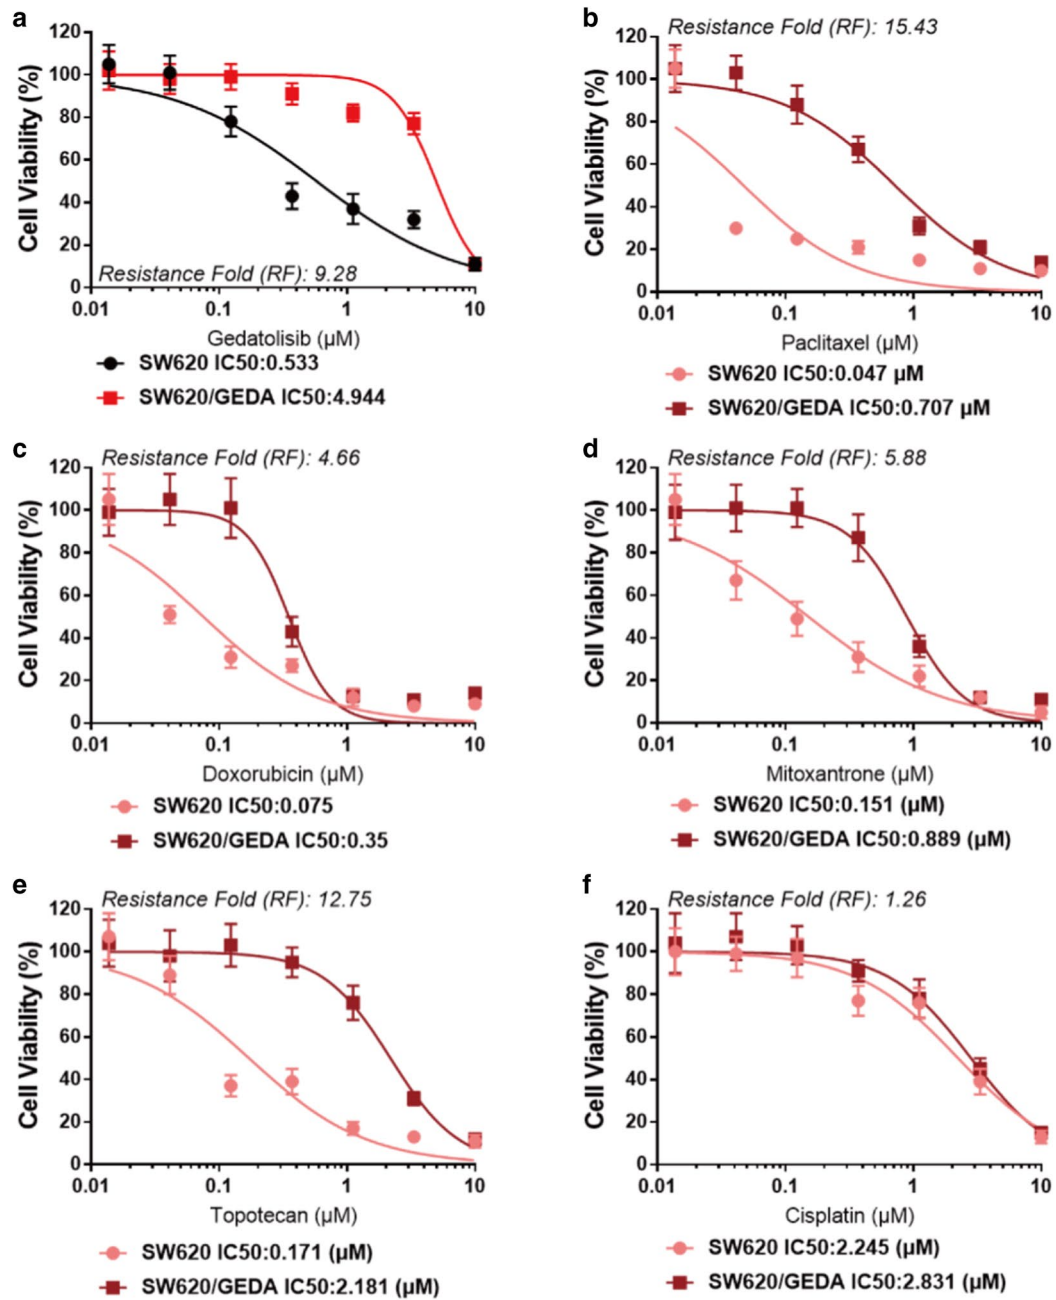 a
120
100
80
60
40
20
0
Cell Viability (%)
Resistance Fold (RF): 9.28
0.01 0.1 1 10
Gedatolisib (µM)
SW620 IC50:0.533
SW620/GEDA IC50:4.944
b
Resistance Fold (RF): 15.43
120
100
80
60
40
20
0
Cell Viability (%)
0.01 0.1 1 10
Paclitaxel (µM)
SW620 IC50:0.047 µM
SW620/GEDA IC50:0.707 µM
c
Resistance Fold (RF): 4.66
120
100
80
60
40
20
0
Cell Viability (%)
0.01 0.1 1 10
Doxorubicin (µM)
SW620 IC50:0.075
SW620/GEDA IC50:0.35
d
Resistance Fold (RF): 5.88
120
100
80
60
40
20
0
Cell Viability (%)
0.01 0.1 1 10
Mitoxantrone (µM)
SW620 IC50:0.151 (µM)
SW620/GEDA IC50:0.889 (µM)
e
Resistance Fold (RF): 12.75
120
100
80
60
40
20
0
Cell Viability (%)
0.01 0.1 1 10
Topotecan (µM)
SW620 IC50:0.171 (µM)
SW620/GEDA IC50:2.181 (µM)
f
Resistance Fold (RF): 1.26
120
100
80
60
40
20
0
Cell Viability (%)
0.01 0.1 1 10
Cisplatin (µM)
SW620 IC50:2.245 (µM)
SW620/GEDA IC50:2.831 (µM)